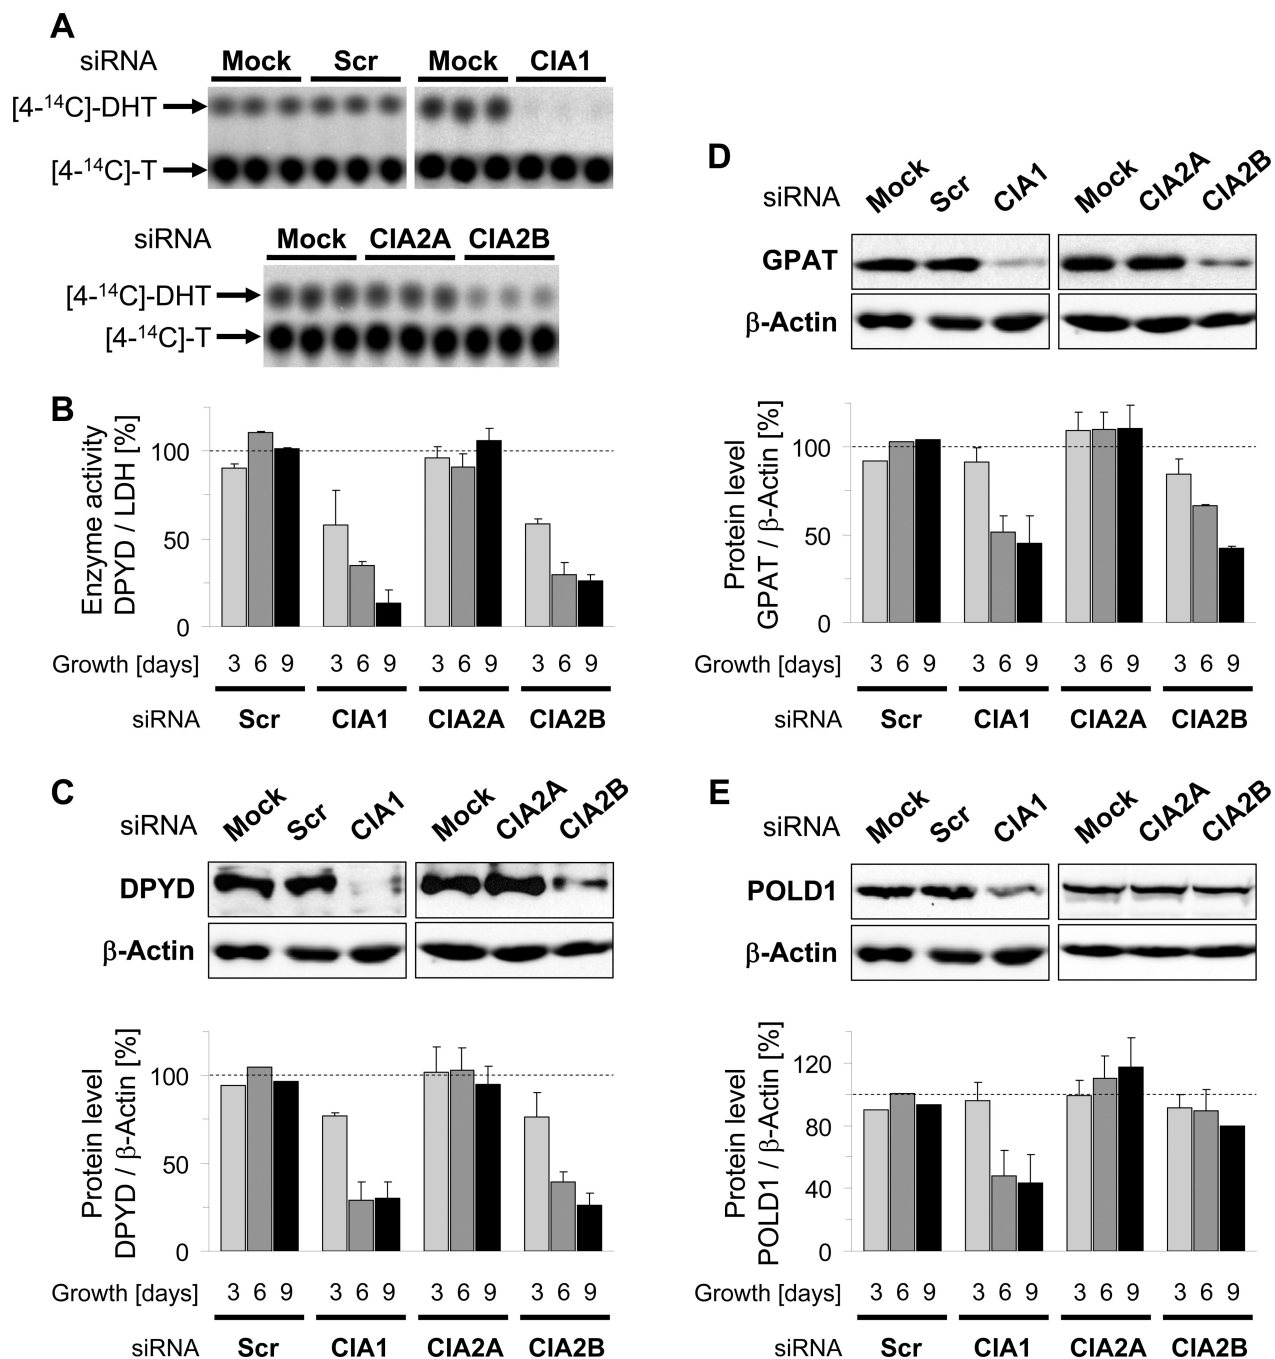 A
siRNA Mock Scr Mock CIA1
[4-¹⁴C]-DHT
[4-¹⁴C]-T
siRNA Mock CIA2A CIA2B
[4-¹⁴C]-DHT
[4-¹⁴C]-T
B
Enzyme activity
DPYD / LDH [%]
100
50
0
Growth [days] 3 6 9 3 6 9 3 6 9 3 6 9
siRNA Scr CIA1 CIA2A CIA2B
C
siRNA Mock Scr CIA1 Mock CIA2A CIA2B
DPYD
β-Actin
Protein level
DPYD / β-Actin [%]
100
50
0
Growth [days] 3 6 9 3 6 9 3 6 9 3 6 9
siRNA Scr CIA1 CIA2A CIA2B
D
siRNA Mock Scr CIA1 Mock CIA2A CIA2B
GPAT
β-Actin
Protein level
GPAT / β-Actin [%]
100
50
0
Growth [days] 3 6 9 3 6 9 3 6 9 3 6 9
siRNA Scr CIA1 CIA2A CIA2B
E
siRNA Mock Scr CIA1 Mock CIA2A CIA2B
POLD1
β-Actin
Protein level
POLD1 / β-Actin [%]
120
80
40
0
Growth [days] 3 6 9 3 6 9 3 6 9 3 6 9
siRNA Scr CIA1 CIA2A CIA2B